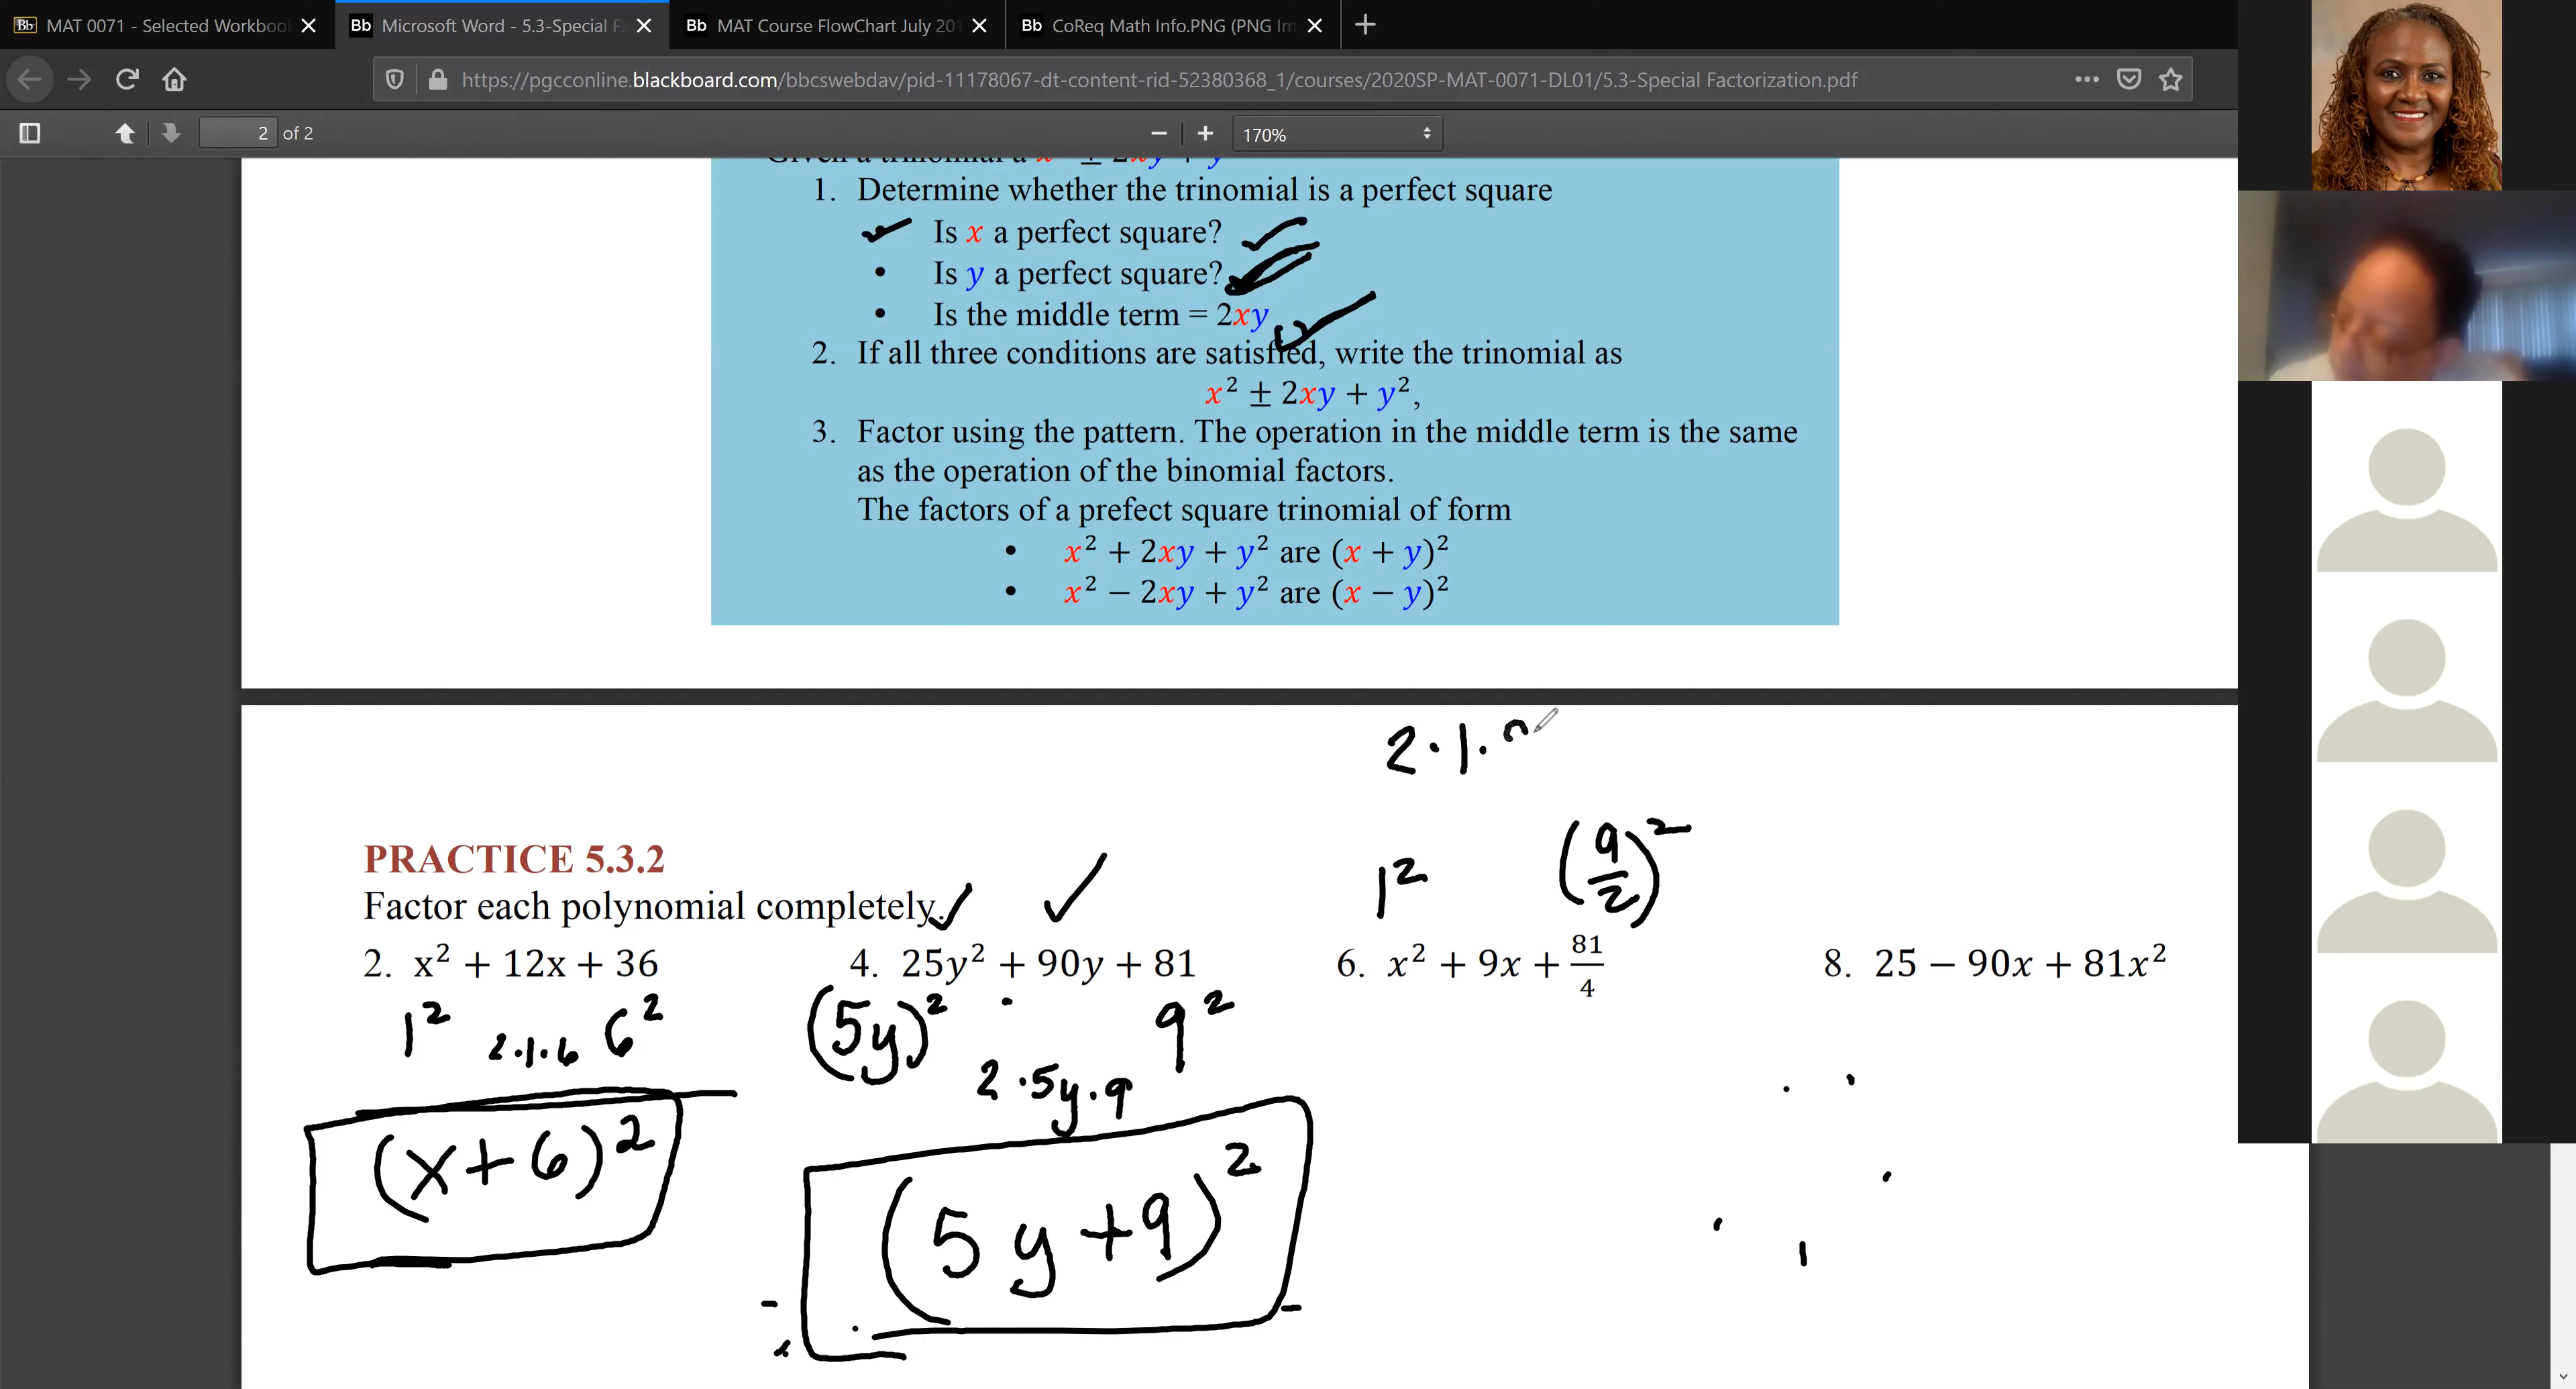 MAT 0071 - Selected Workbool
Microsoft Word - 5.3-Special Fa
MAT Course FlowChart July 201
CoReq Math Info.PNG (PNG Im
https://pgcconline.blackboard.com/bbcswebdav/pid-11178067-dt-content-rid-52380368_1/courses/2020SP-MAT-0071-DL01/5.3-Special Factorization.pdf
2 of 2
170%
1. Determine whether the trinomial is a perfect square
Is x a perfect square?
• Is y a perfect square?
• Is the middle term = 2xy
2. If all three conditions are satisfied, write the trinomial as
x² ± 2xy + y²,
3. Factor using the pattern. The operation in the middle term is the same
as the operation of the binomial factors.
The factors of a prefect square trinomial of form
• x² + 2xy + y² are (x + y)²
• x² − 2xy + y² are (x − y)²
2·1·
1² (9/2)²
PRACTICE 5.3.2
Factor each polynomial completely.
2. x² + 12x + 36 4. 25y² + 90y + 81 6. x² + 9x + 81/4 8. 25 − 90x + 81x²
1² 2·1·6 6² (5y)² 9²
2·5y·9
(x+6)²
(5y+9)²